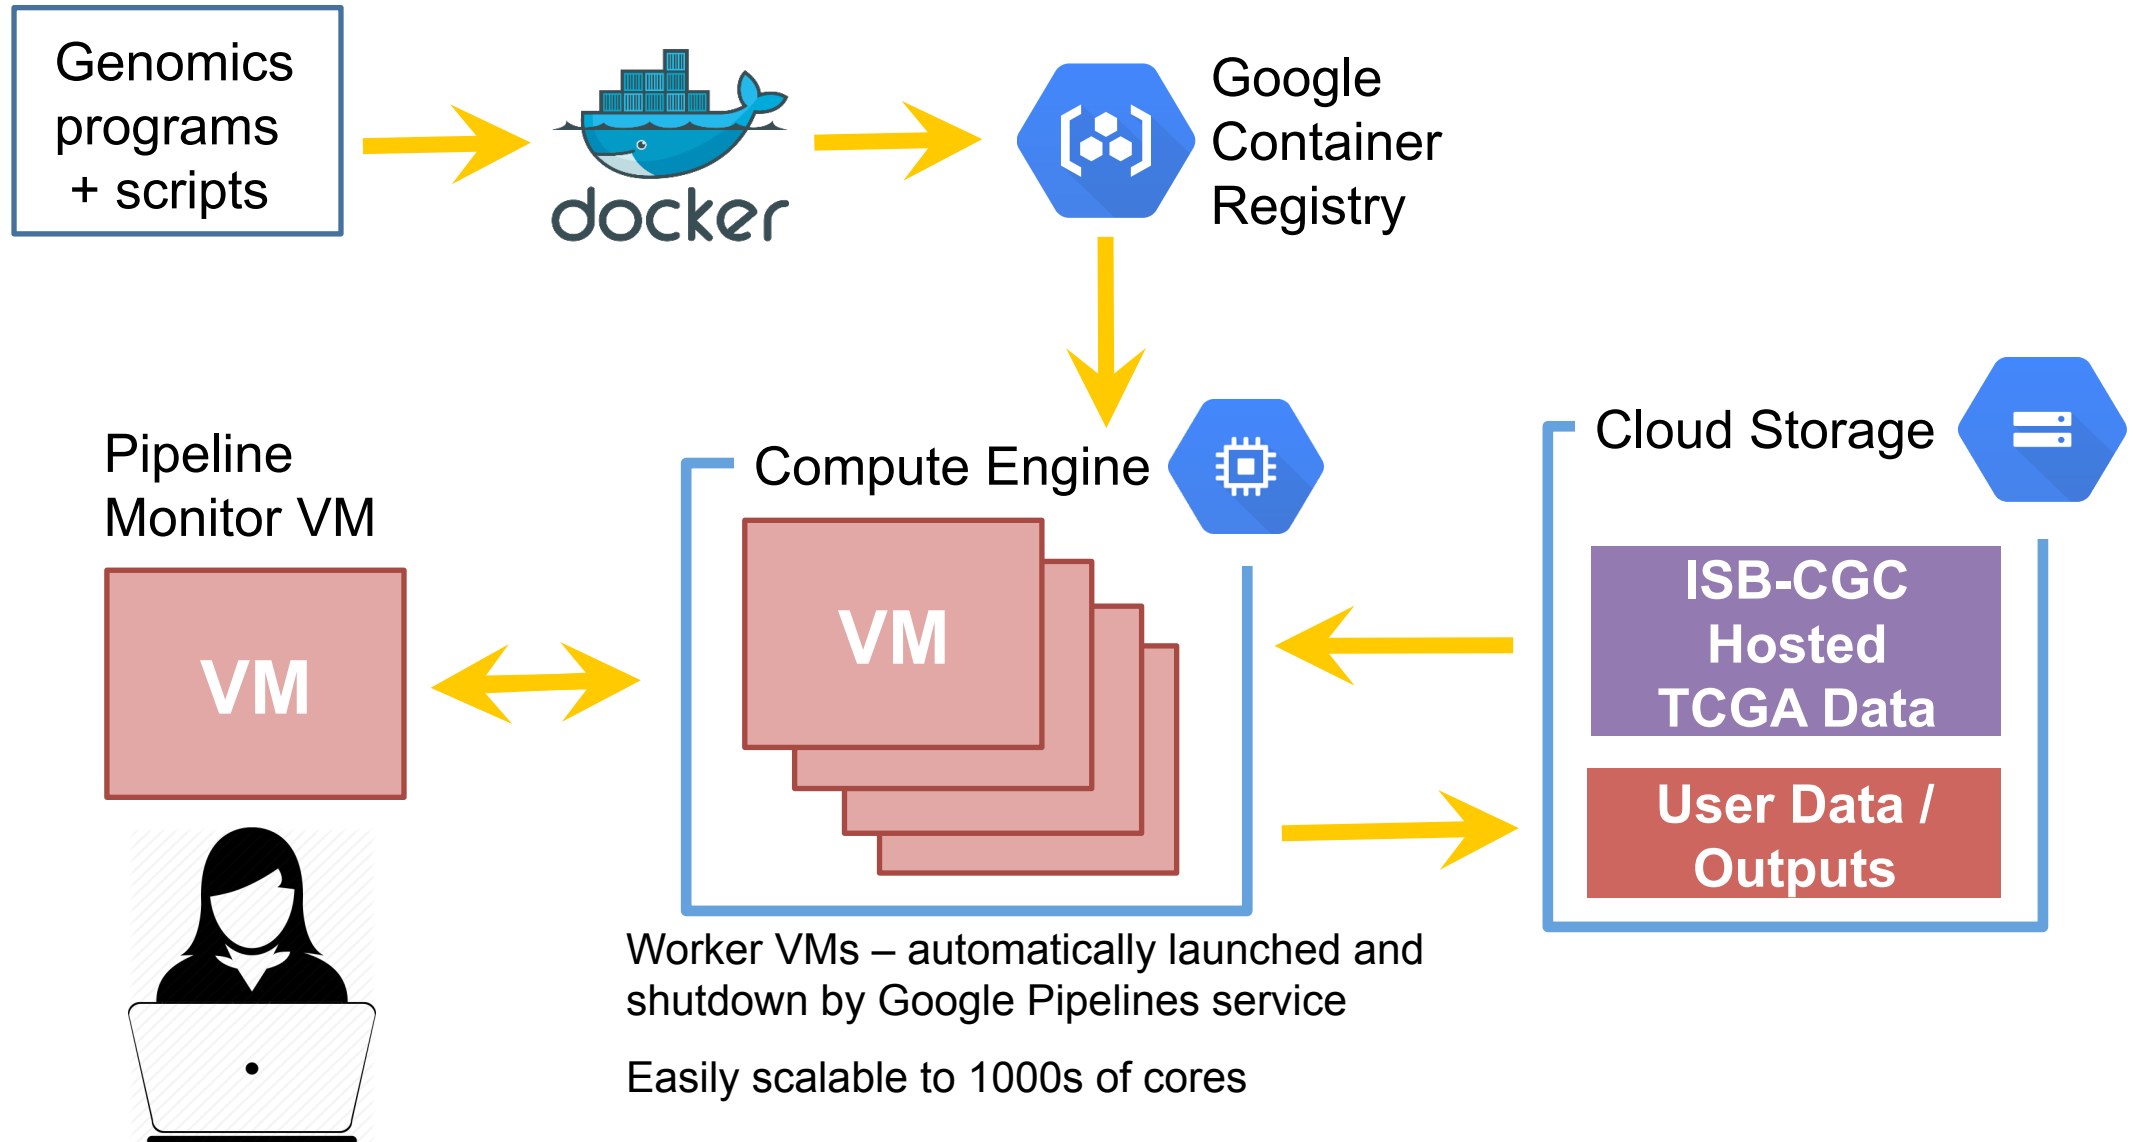 Genomics
programs
+ scripts
docker
Google
Container
Registry
Pipeline
Monitor VM
VM
Compute Engine
VM
Cloud Storage
ISB-CGC
Hosted
TCGA Data
User Data /
Outputs
Worker VMs – automatically launched and
shutdown by Google Pipelines service
Easily scalable to 1000s of cores